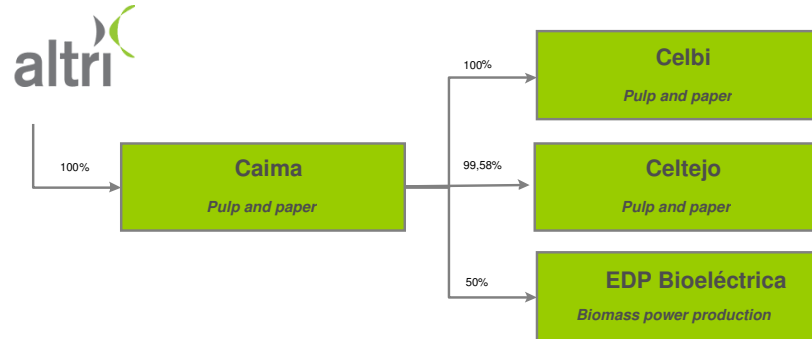 altri
100%
Caima
Pulp and paper
100%
Celbi
Pulp and paper
99,58%
Celtejo
Pulp and paper
50%
EDP Bioeléctrica
Biomass power production